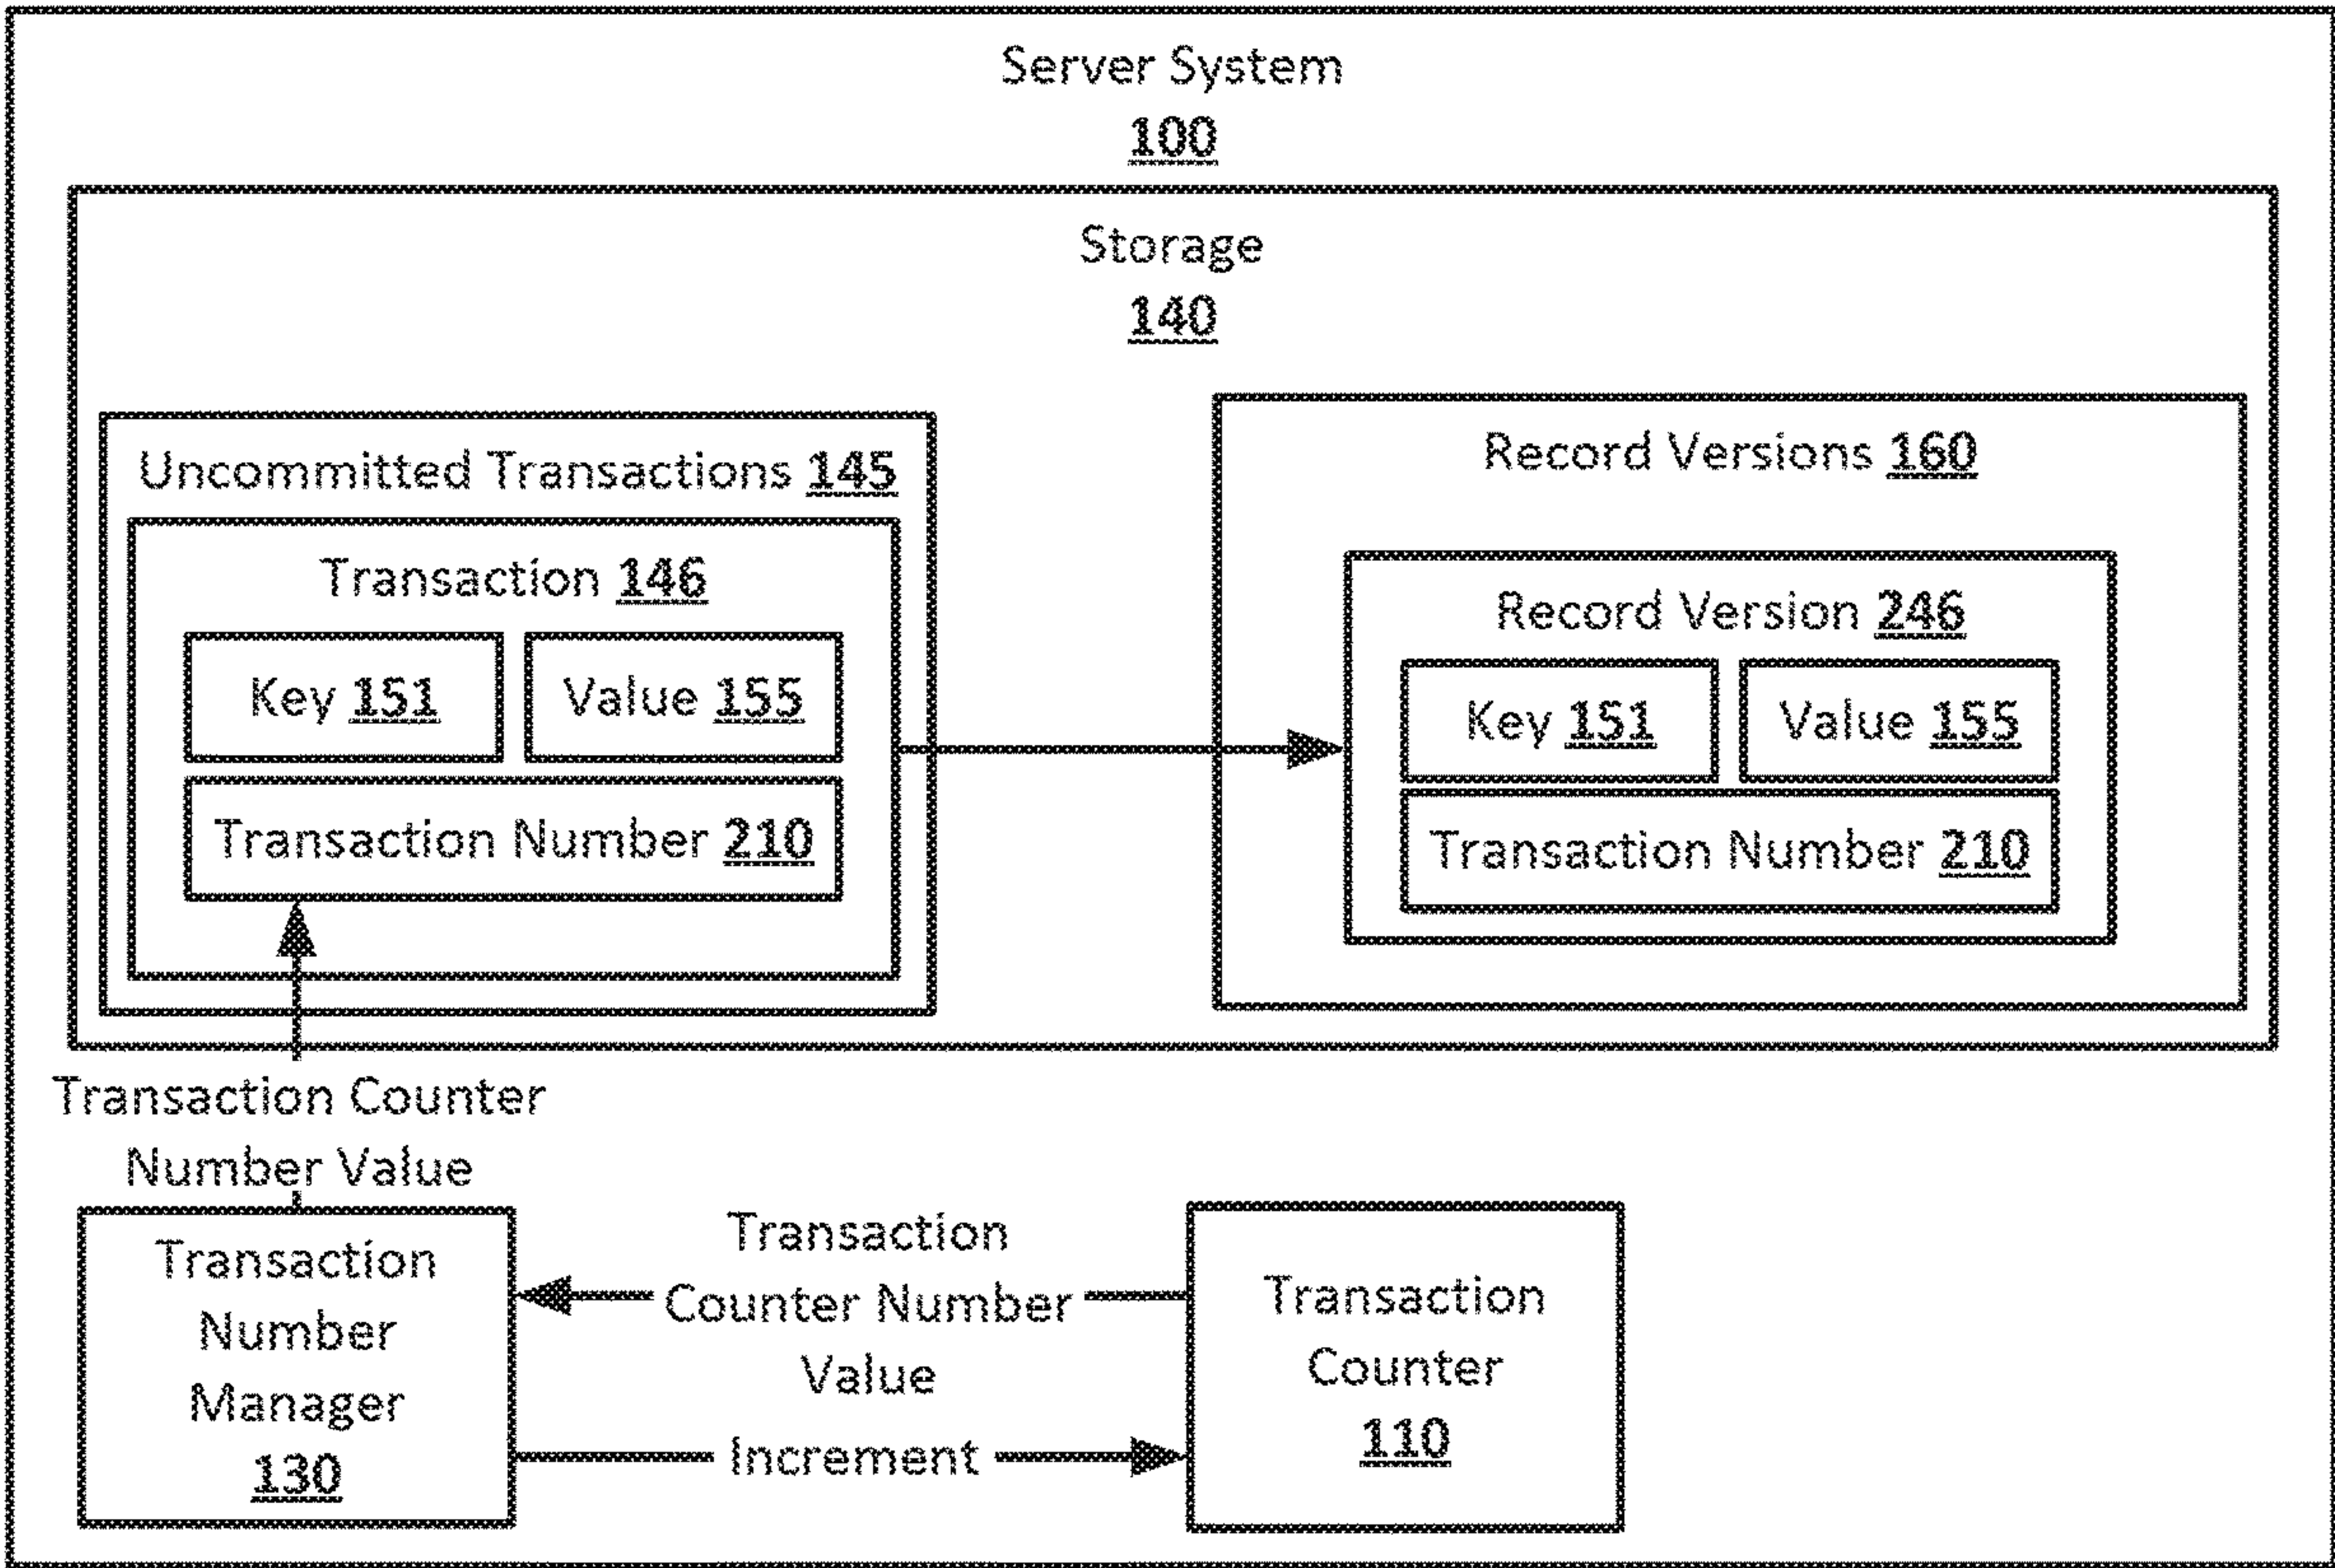 Server System
100
Storage
140
Uncommitted Transactions 145
Transaction 146
Key 151
Value 155
Transaction Number 210
Record Versions 160
Record Version 246
Key 151
Value 155
Transaction Number 210
Transaction Counter
Number Value
Transaction
Number
Manager
130
Transaction
Counter Number
Value
Increment
Transaction
Counter
110